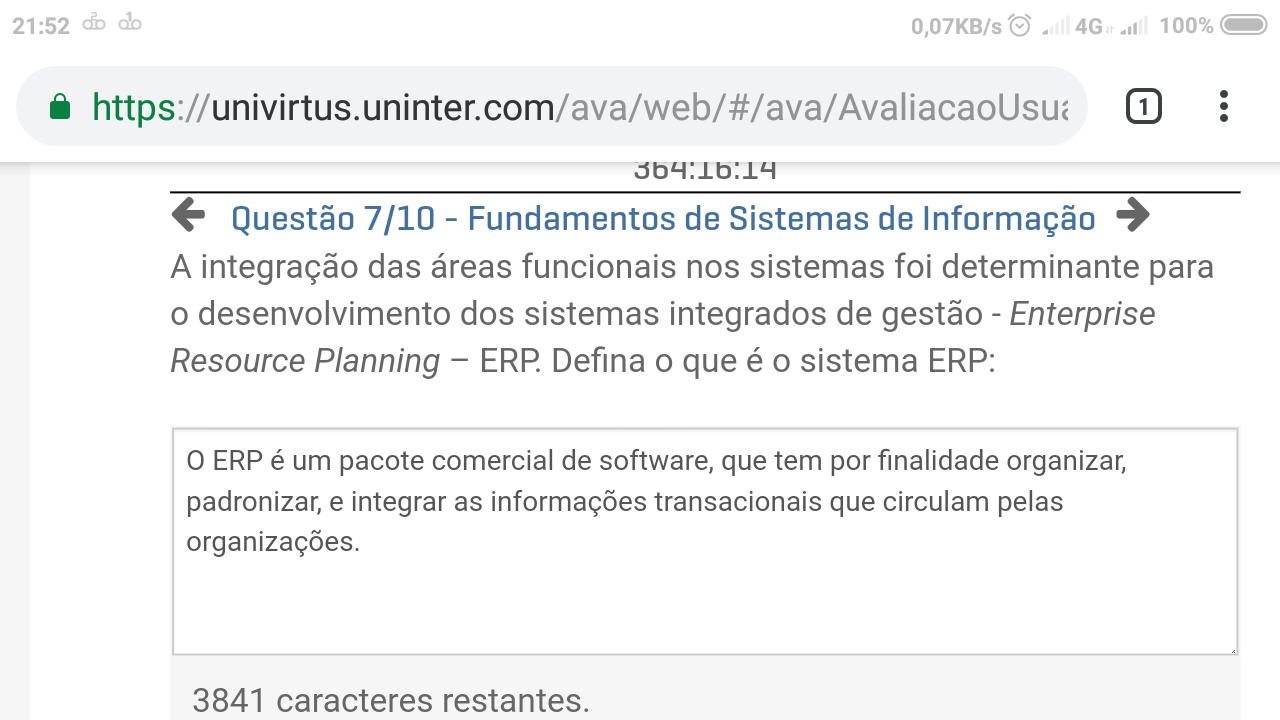 21:52
0,07KB/s 4G 100%
https://univirtus.uninter.com/ava/web/#/ava/AvaliacaoUsua
1
364:16:14
Questão 7/10 - Fundamentos de Sistemas de Informação
A integração das áreas funcionais nos sistemas foi determinante para
o desenvolvimento dos sistemas integrados de gestão - Enterprise
Resource Planning – ERP. Defina o que é o sistema ERP:
O ERP é um pacote comercial de software, que tem por finalidade organizar,
padronizar, e integrar as informações transacionais que circulam pelas
organizações.
3841 caracteres restantes.